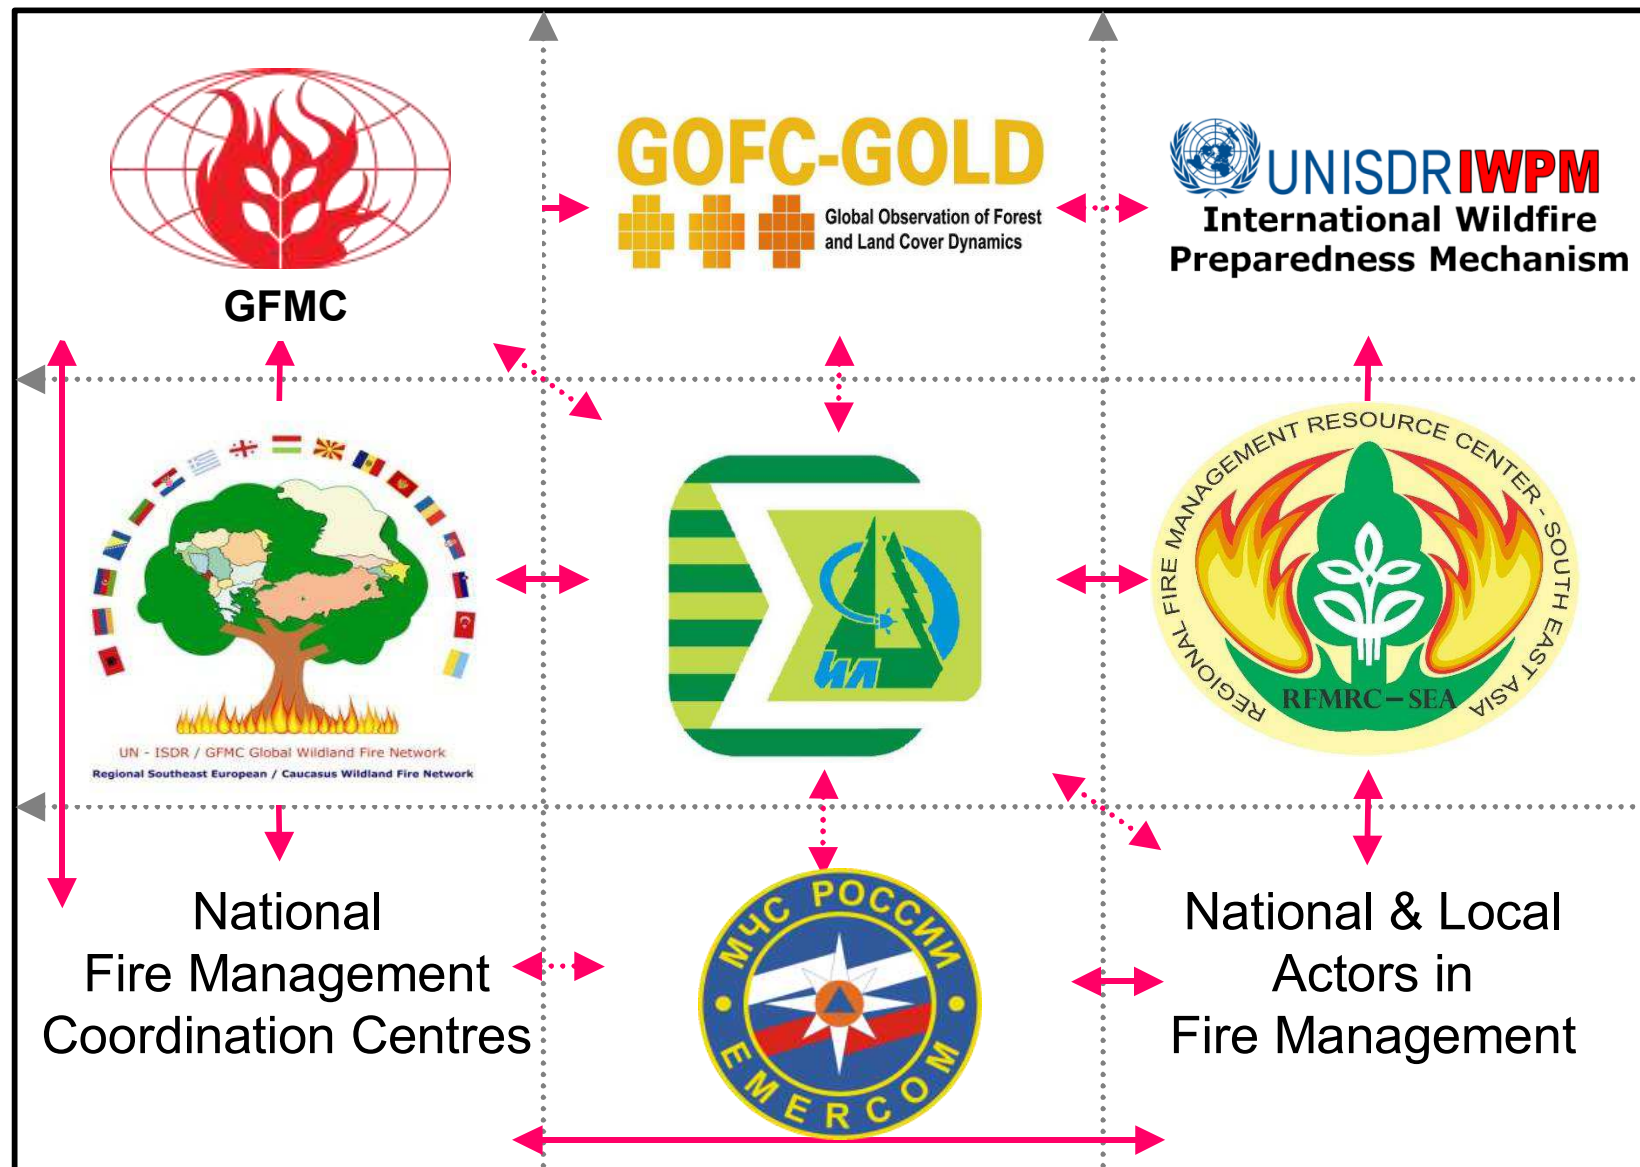 GFMC
GOFC-GOLD
Global Observation of Forest
and Land Cover Dynamics
UNISDR IWPM
International Wildfire
Preparedness Mechanism
UN - ISDR / GFMC Global Wildland Fire Network
Regional Southeast European / Caucasus Wildland Fire Network
ИЛ
REGIONAL FIRE MANAGEMENT RESOURCE CENTER - SOUTH EAST ASIA
RFMRC-SEA
National
Fire Management
Coordination Centres
МЧС РОССИИ
EMERCOM
National & Local
Actors in
Fire Management